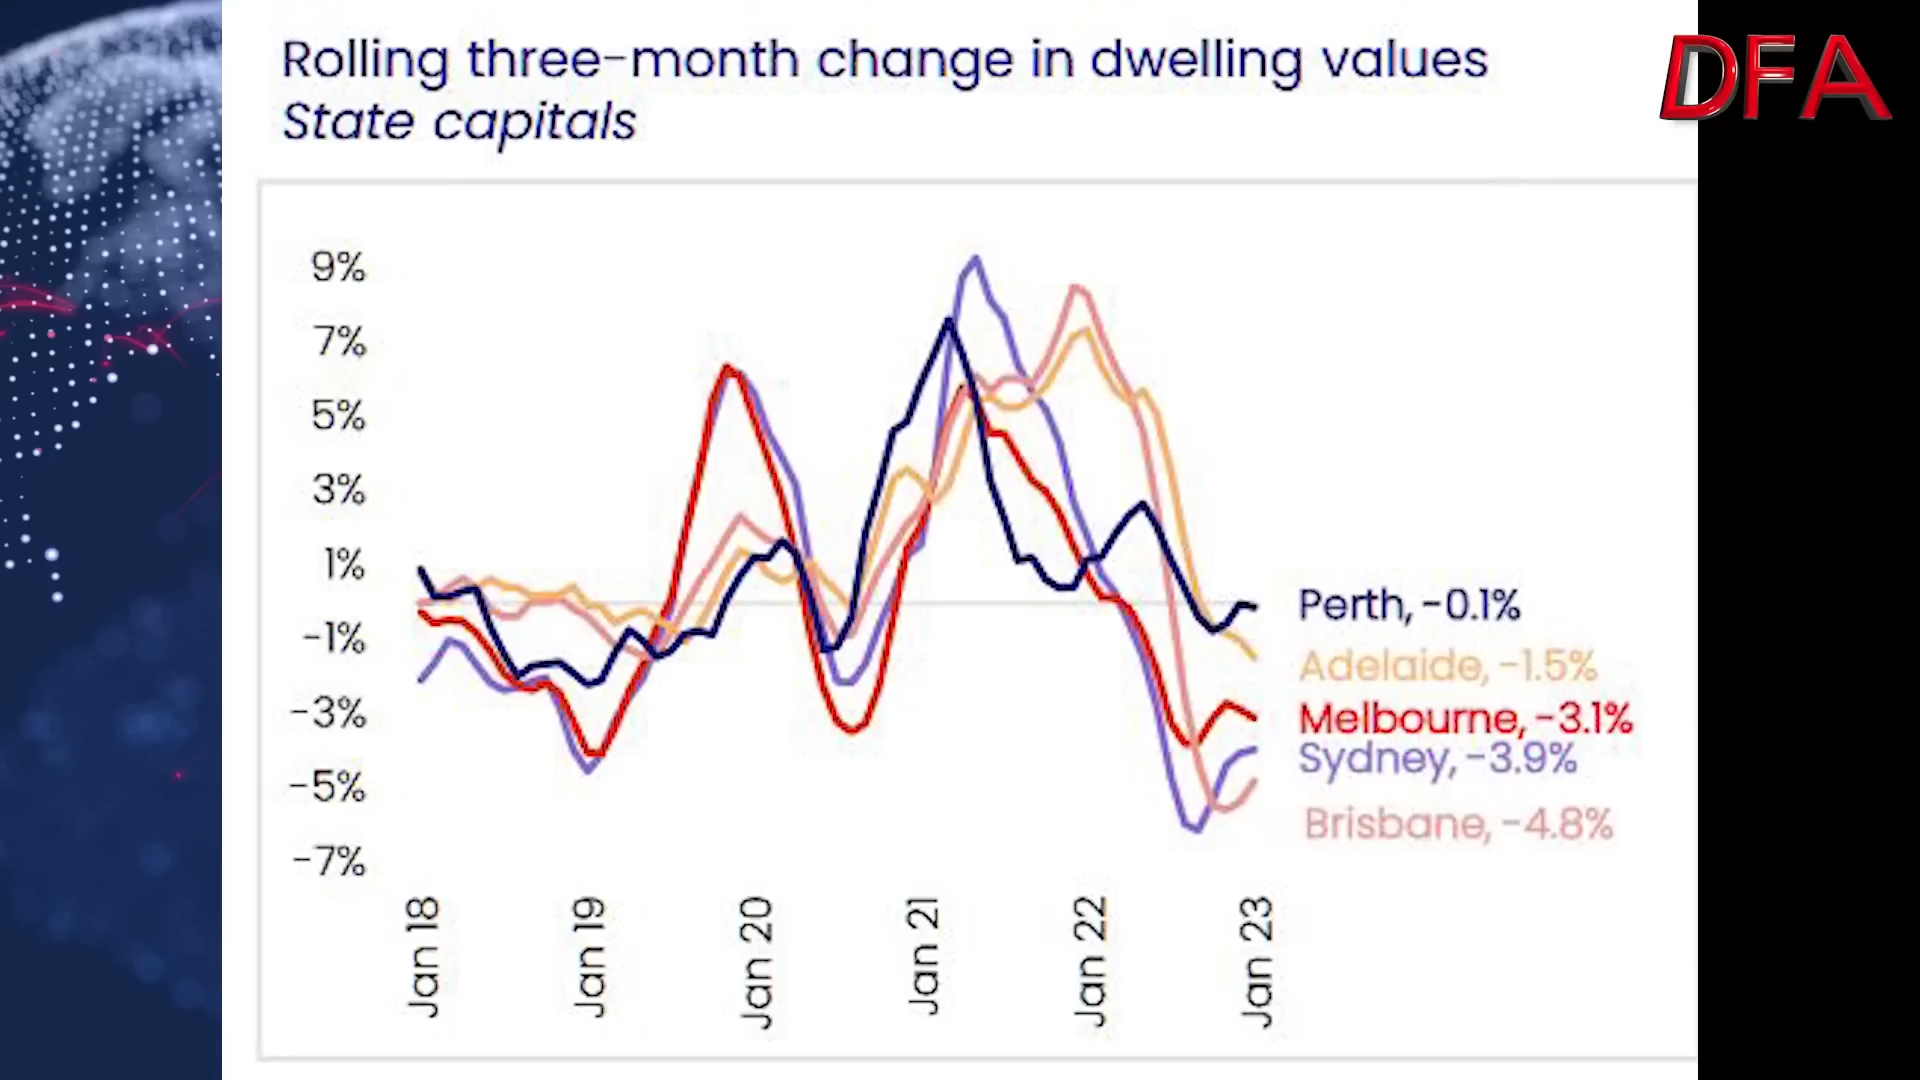 Rolling three-month change in dwelling values
State capitals
DFA
9%
7%
5%
3%
1%
-1%
-3%
-5%
-7%
Perth, -0.1%
Adelaide, -1.5%
Melbourne, -3.1%
Sydney, -3.9%
Brisbane, -4.8%
Jan 18
Jan 19
Jan 20
Jan 21
Jan 22
Jan 23